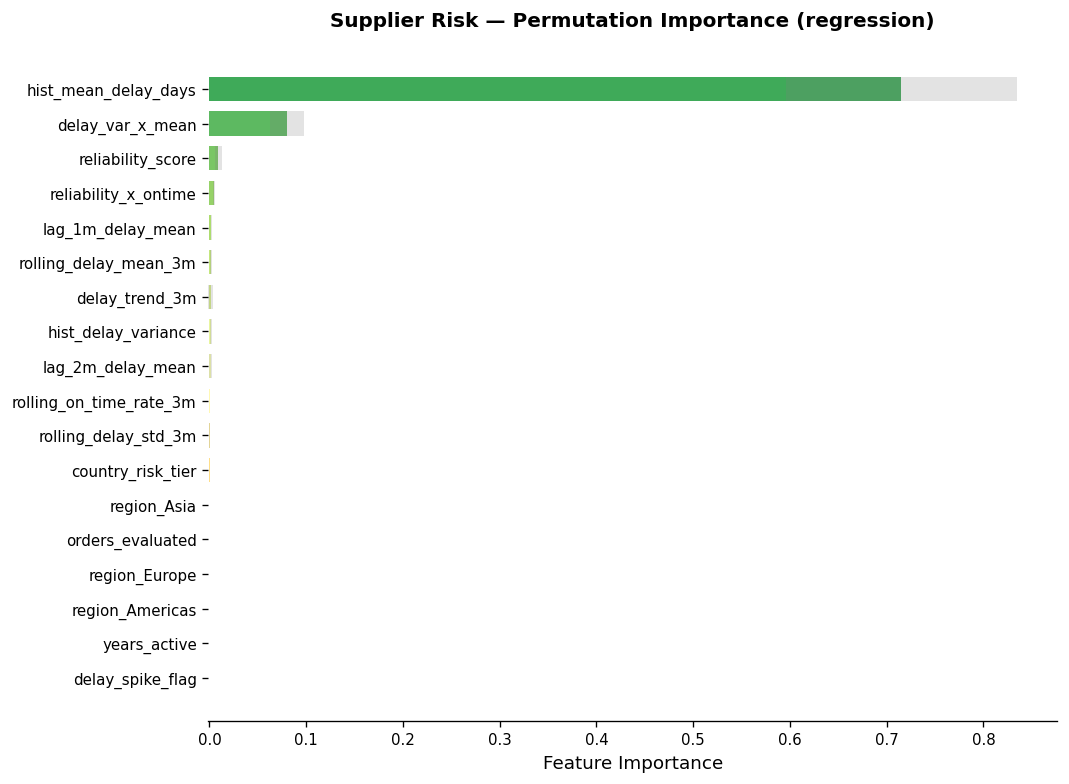 Supplier Risk — Permutation Importance (regression)
hist_mean_delay_days
delay_var_x_mean
reliability_score
reliability_x_ontime
lag_1m_delay_mean
rolling_delay_mean_3m
delay_trend_3m
hist_delay_variance
lag_2m_delay_mean
rolling_on_time_rate_3m
rolling_delay_std_3m
country_risk_tier
region_Asia
orders_evaluated
region_Europe
region_Americas
years_active
delay_spike_flag
0.0 0.1 0.2 0.3 0.4 0.5 0.6 0.7 0.8
Feature Importance